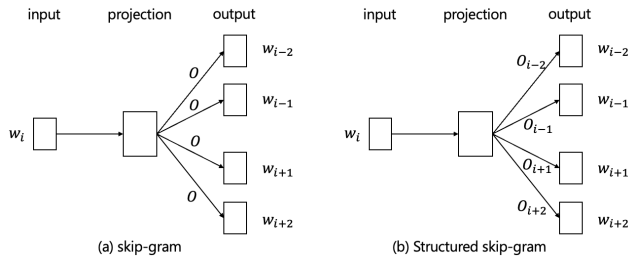 input projection output input projection output
w_{i-2} w_{i-2}
O O_{i-2}
O w_{i-1} w_{i-1}
w_i w_i O_{i-1}
O w_{i+1} O_{i+1} w_{i+1}
O O_{i+2}
w_{i+2} w_{i+2}
(a) skip-gram (b) Structured skip-gram